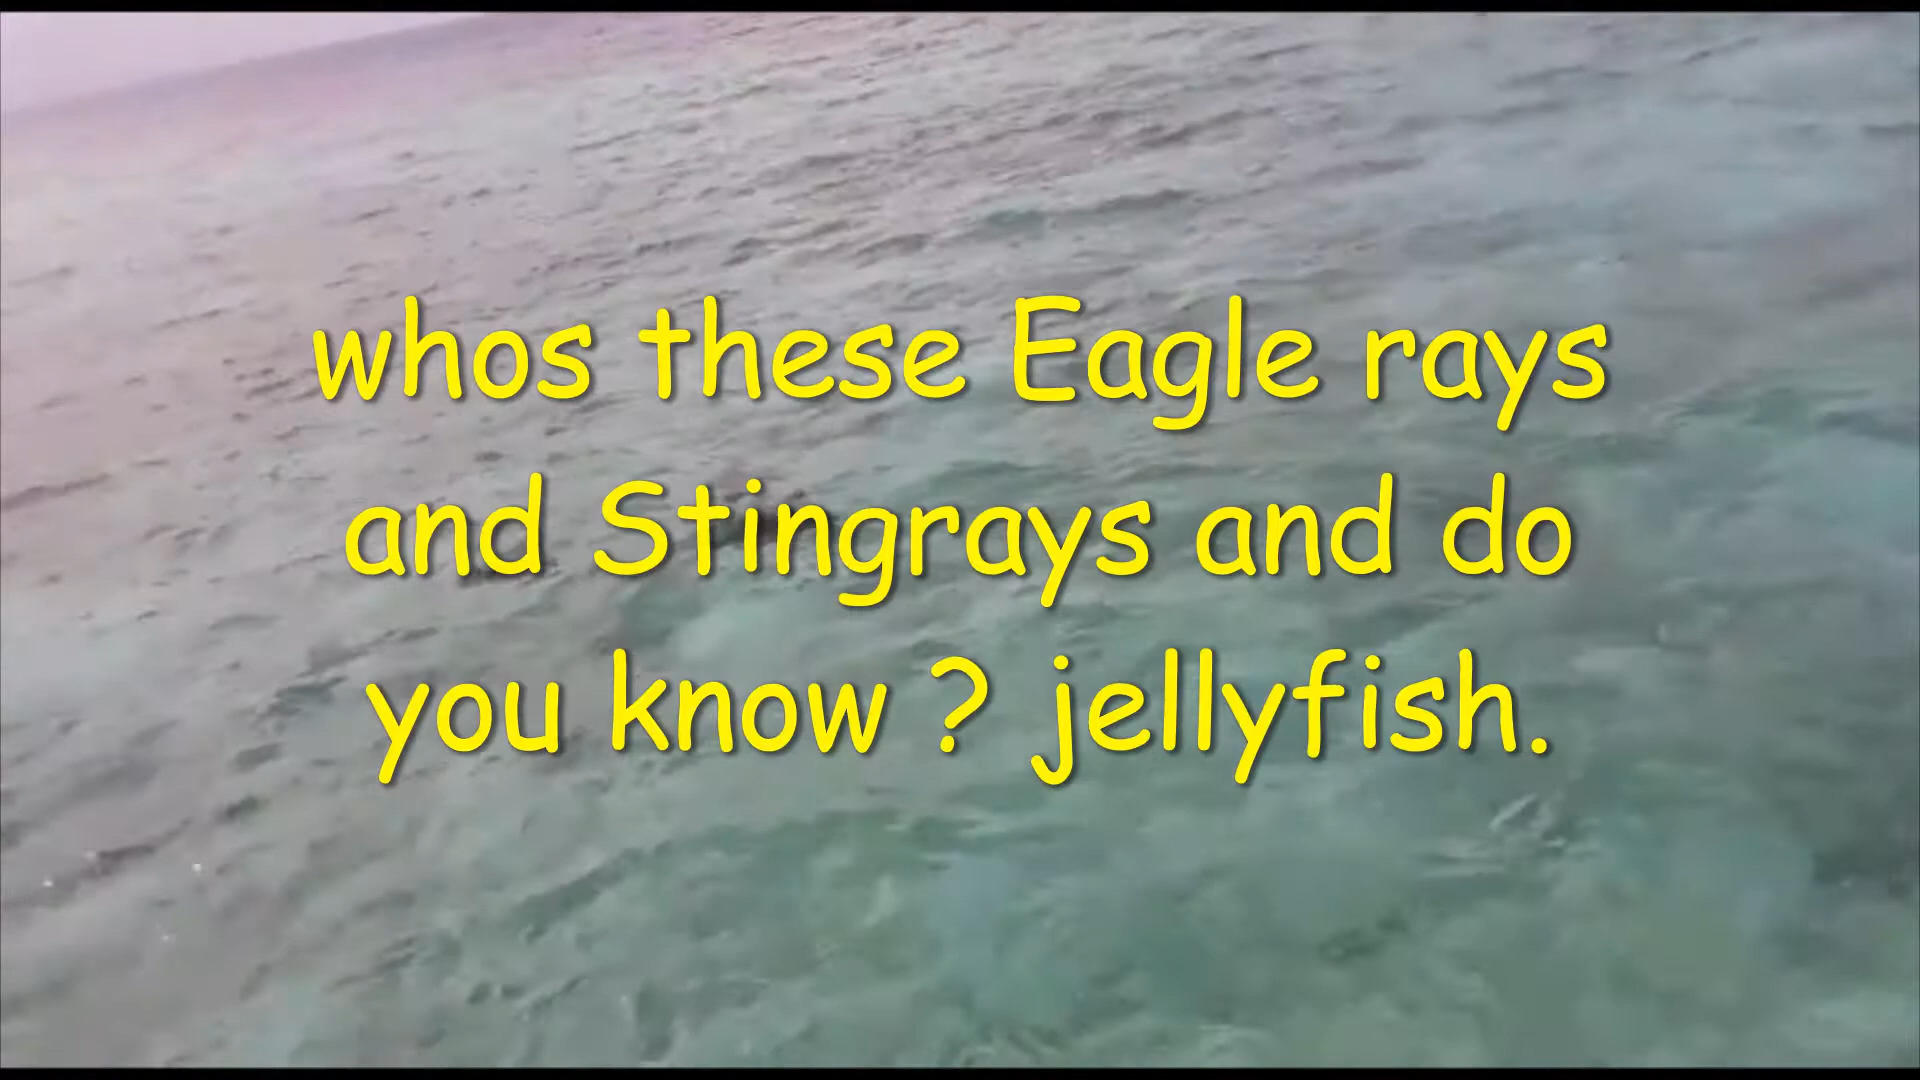 whos these Eagle rays
and Stingrays and do
you know ? jellyfish.